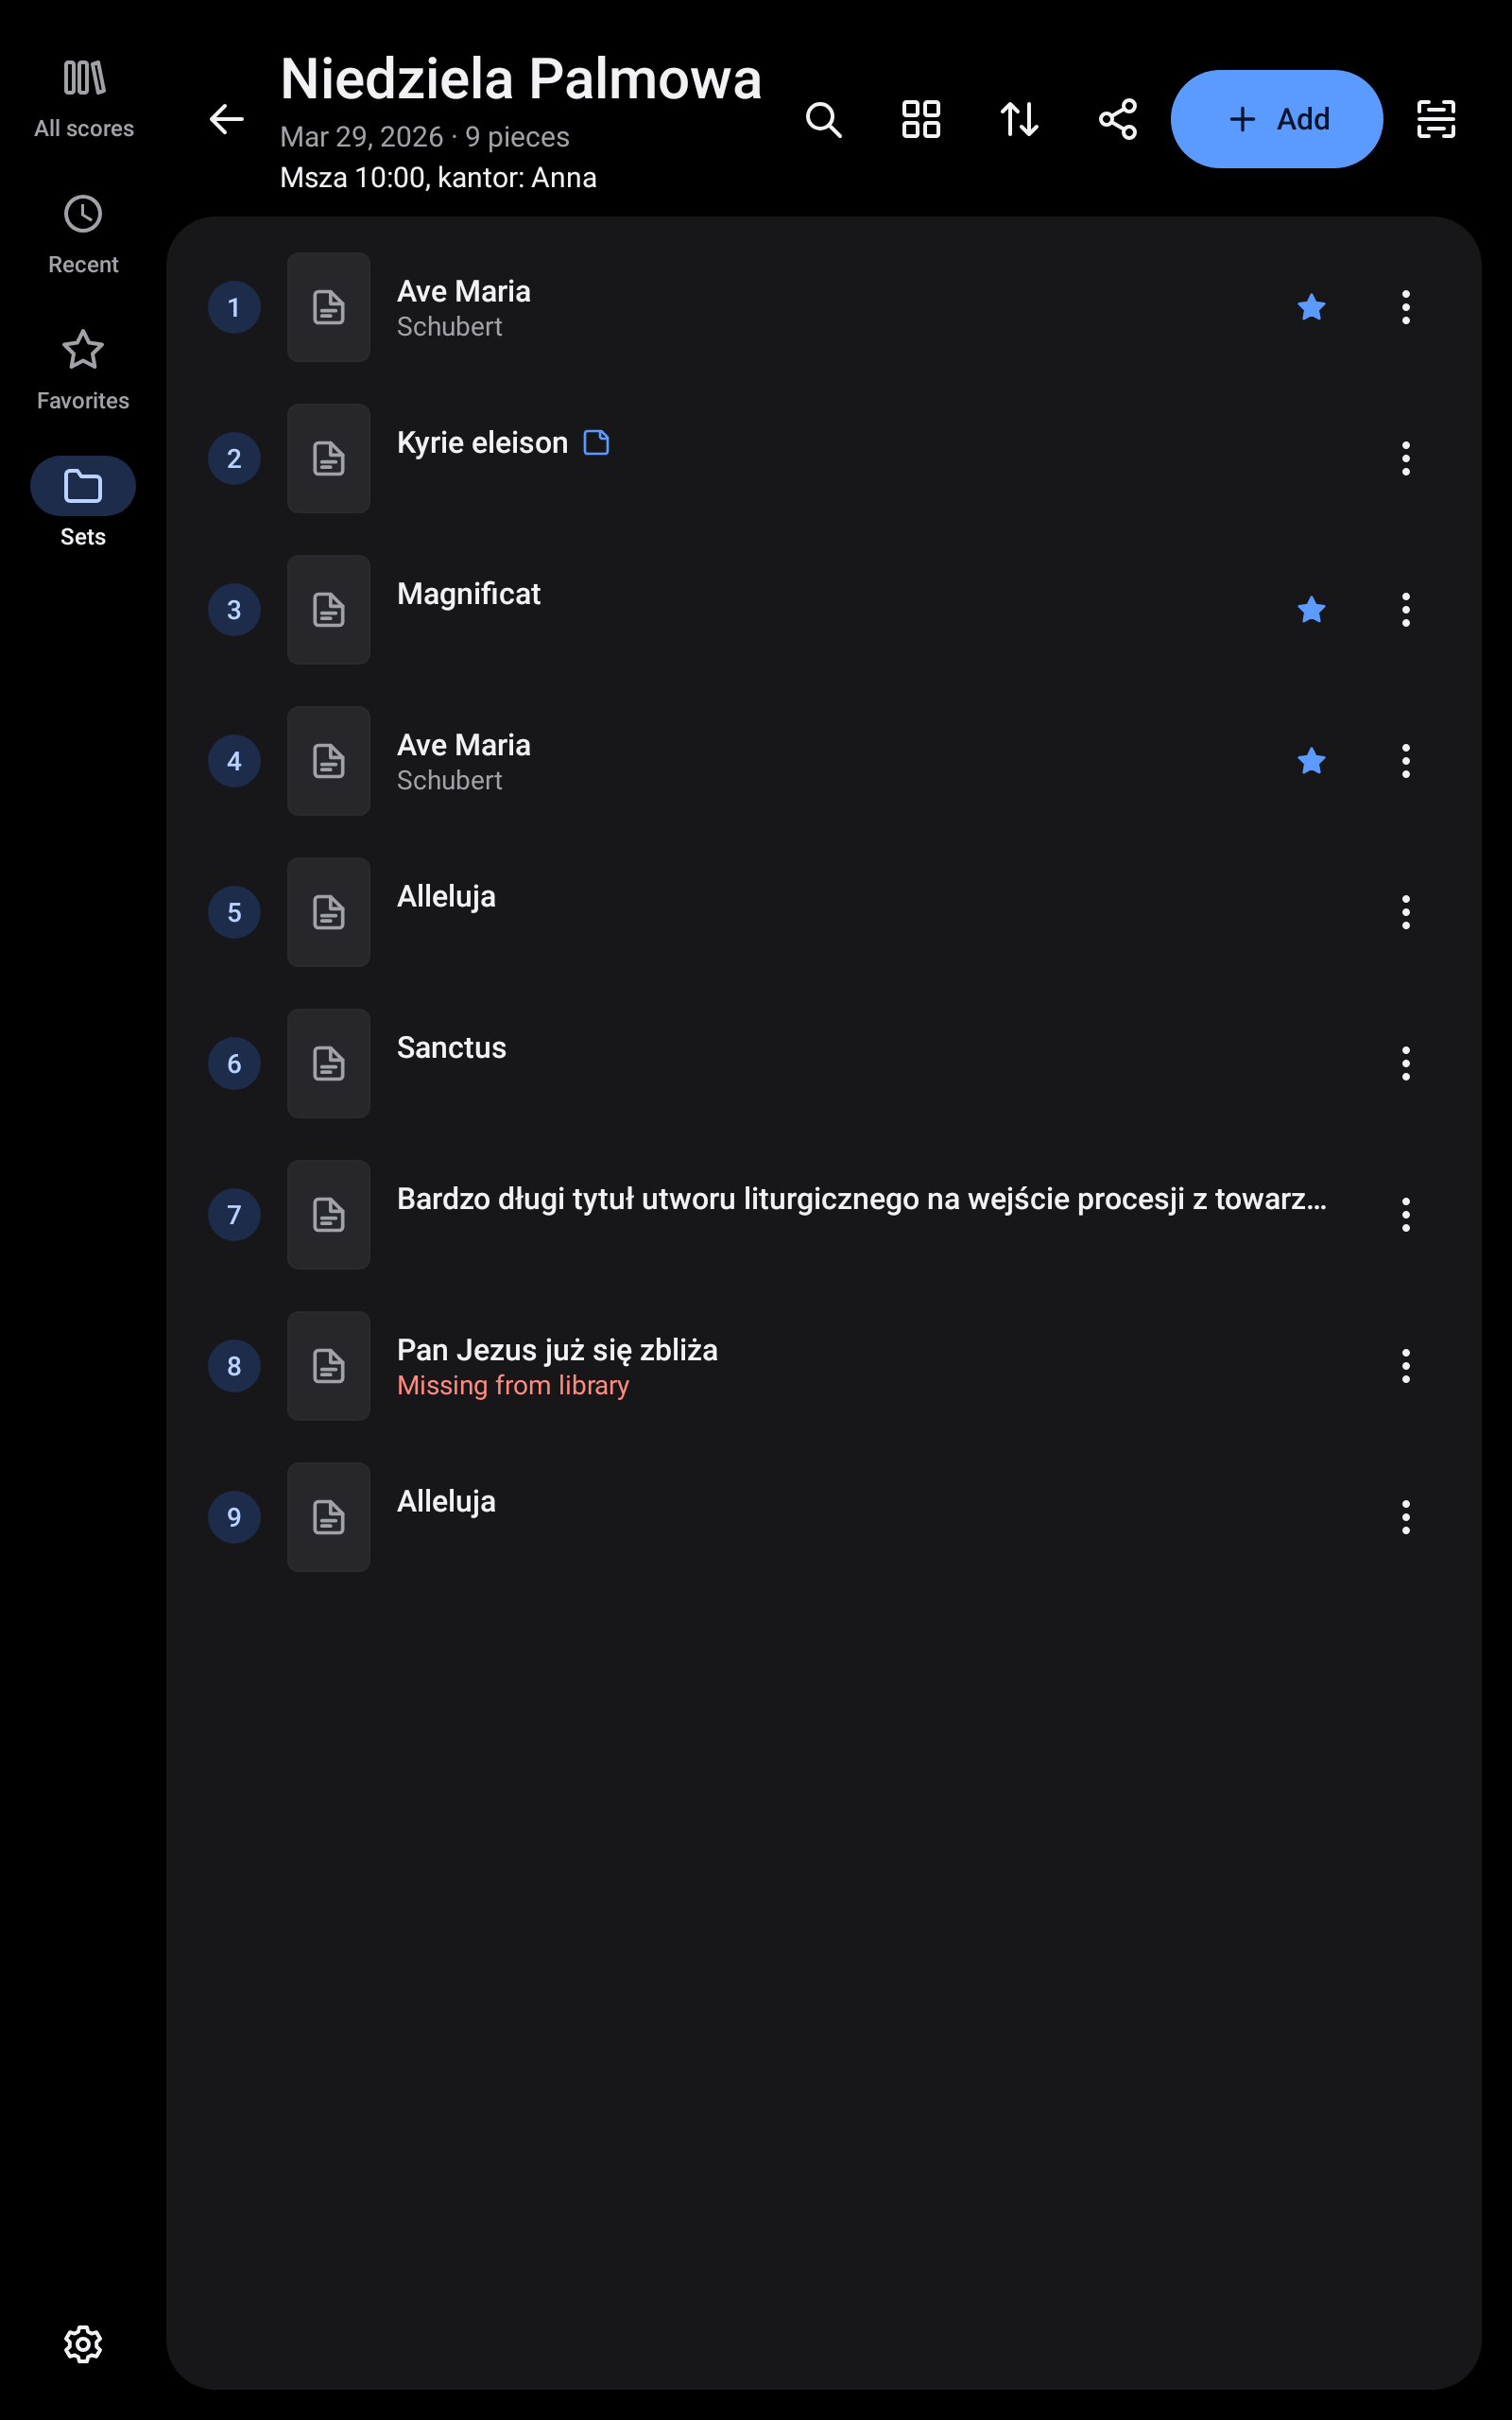 All scores
Recent
Favorites
Sets
Niedziela Palmowa
Mar 29, 2026 · 9 pieces
Msza 10:00, kantor: Anna
Add
1
Ave Maria
Schubert
2
Kyrie eleison
3
Magnificat
4
Ave Maria
Schubert
5
Alleluja
6
Sanctus
7
Bardzo długi tytuł utworu liturgicznego na wejście procesji z towarz...
8
Pan Jezus już się zbliża
Missing from library
9
Alleluja